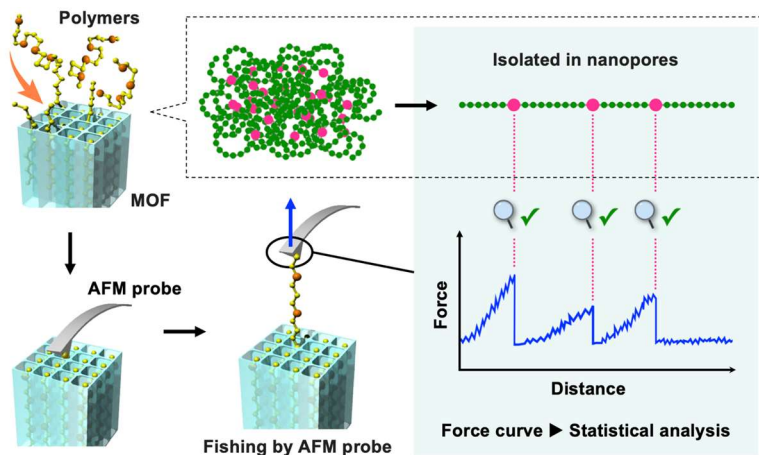 Polymers
MOF
Isolated in nanopores
AFM probe
Fishing by AFM probe
Force
Distance
Force curve ▶ Statistical analysis